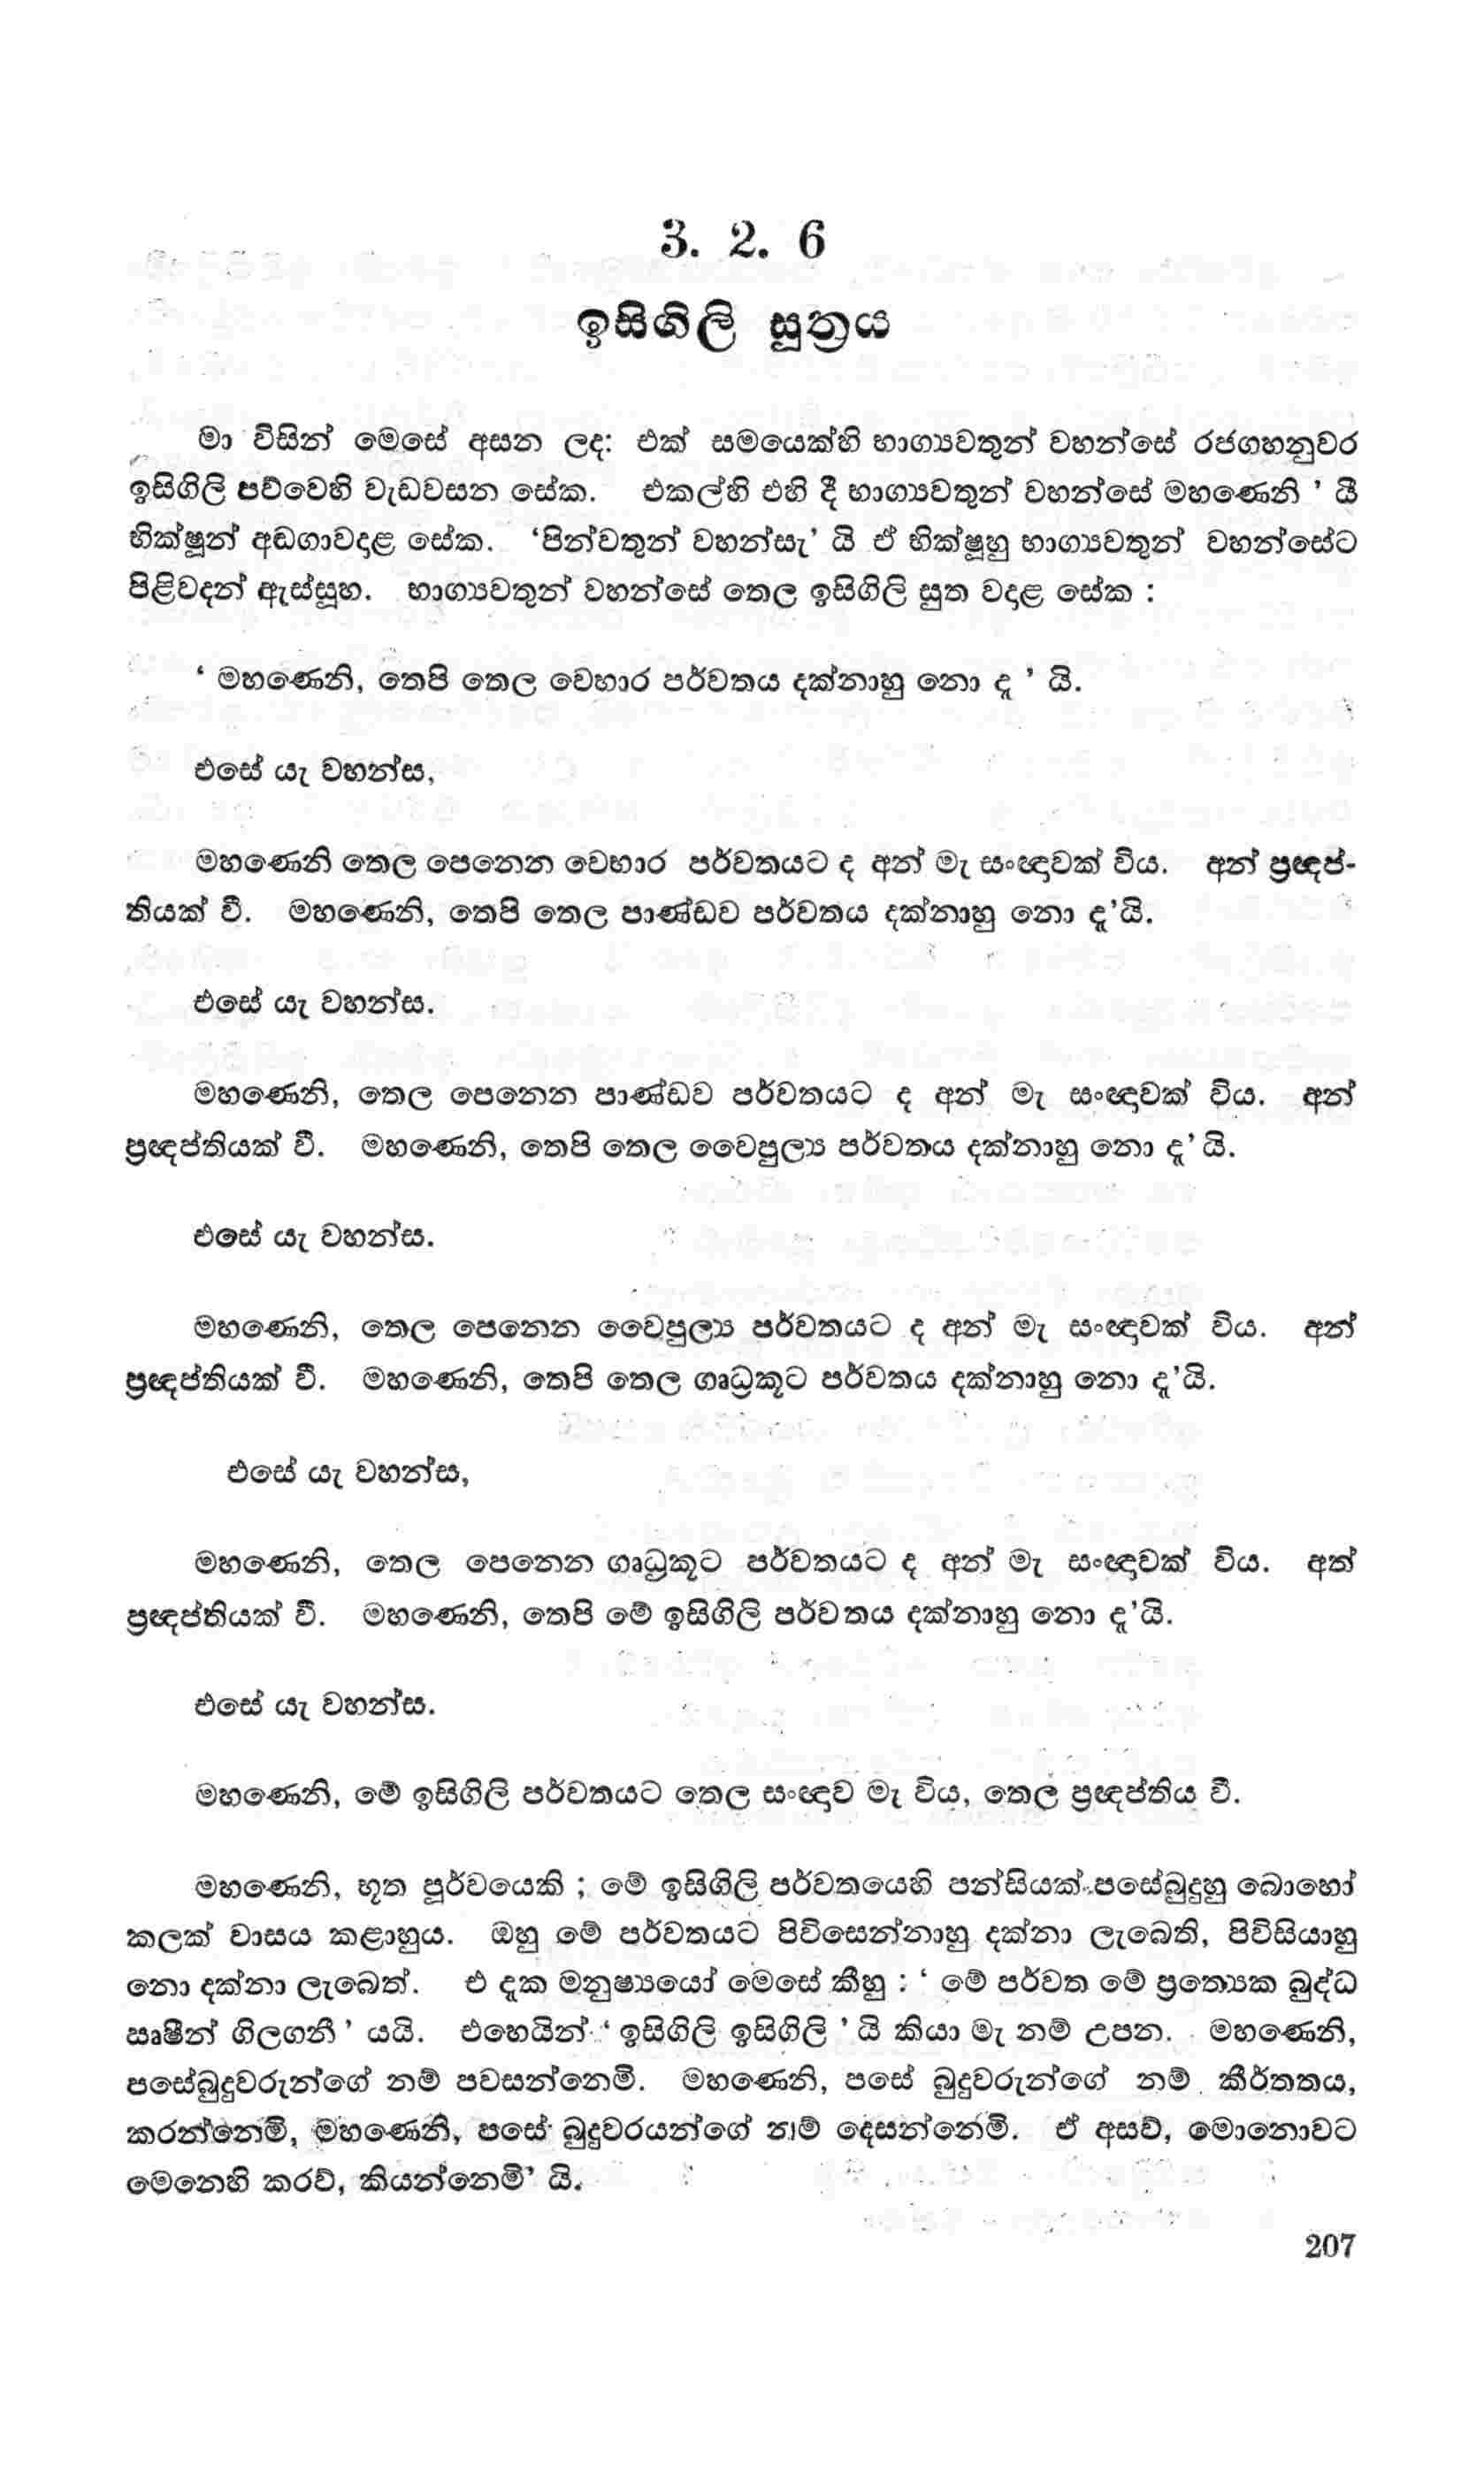 3. 2. 6
ඉසිගිලි සූත්‍රය
මා විසින් මෙසේ අසන ලද: එක් සමයෙක්හි භාග්‍යවතුන් වහන්සේ රජගහනුවර
ඉසිගිලි පව්වෙහි වැඩවසන සේක. එකල්හි එහි දී භාග්‍යවතුන් වහන්සේ මහණෙනි ' යී
භික්ෂූන් අඬගාවදාළ සේක. 'පින්වතුන් වහන්සැ' යි ඒ භික්ෂූහු භාග්‍යවතුන් වහන්සේට
පිළිවදන් ඇස්සූහ. භාග්‍යවතුන් වහන්සේ තෙල ඉසිගිලි සුත වදාළ සේක :
' මහණෙනි, තෙපි තෙල වෙහාර පර්වතය දක්නාහු නො දැ ' යි.
එසේ යැ වහන්ස,
මහණෙනි තෙල පෙනෙන වෙභාර පර්වතයට ද අන් මැ සංඥාවක් විය. අන් ප්‍රඥප්-
තියක් වී. මහණෙනි, තෙපි තෙල පාණ්ඩව පර්වතය දක්නාහු නො දැ'යි.
එසේ යැ වහන්ස.
මහණෙනි, තෙල පෙනෙන පාණ්ඩව පර්වතයට ද අන් මැ සංඥාවක් විය. අන්
ප්‍රඥප්තියක් වී. මහණෙනි, තෙපි තෙල වෛපුල්‍ය පර්වතය දක්නාහු නො දැ' යි.
එසේ යැ වහන්ස.
මහණෙනි, තෙල පෙනෙන වෛපුල්‍ය පර්වතයට ද අන් මැ සංඥාවක් විය. අන්
ප්‍රඥප්තියක් වී. මහණෙනි, තෙපි තෙල ගෘධ්‍රකූට පර්වතය දක්නාහු නො දැ'යි.
එසේ යැ වහන්ස,
මහණෙනි, තෙල පෙනෙන ගෘධ්‍රකූට පර්වතයට ද අන් මැ සංඥාවක් විය. අන්
ප්‍රඥප්තියක් වී. මහණෙනි, තෙපි මේ ඉසිගිලි පර්වතය දක්නාහු නො දැ'යි.
එසේ යැ වහන්ස.
මහණෙනි, මේ ඉසිගිලි පර්වතයට තෙල සංඥාව මැ විය, තෙල ප්‍රඥප්තිය වී.
මහණෙනි, භූත පූර්වයෙකි ; මේ ඉසිගිලි පර්වතයෙහි පන්සියක් පසේබුදුහු බොහෝ
කලක් වාසය කළාහුය. ඔහු මේ පර්වතයට පිවිසෙන්නාහු දක්නා ලැබෙති, පිවිසියාහු
නො දක්නා ලැබෙත්. එ දැක මනුෂ්‍යයෝ මෙසේ කීහු : ' මේ පර්වත මේ ප්‍රත්‍යෙක බුද්ධ
ඍෂීන් ගිලගනී ' යයි. එහෙයින් ' ඉසිගිලි ඉසිගිලි ' යි කියා මැ නම් උපන. මහණෙනි,
පසේබුදුවරුන්ගේ නම් පවසන්නෙමි. මහණෙනි, පසේ බුදුවරුන්ගේ නම් කීර්තනය,
කරන්නෙමි, මහණෙනි, පසේ බුදුවරයන්ගේ නාම් දෙසන්නෙමි. ඒ අසව්, මොනොවට
මෙනෙහි කරව්, කියන්නෙමි' යි.
207